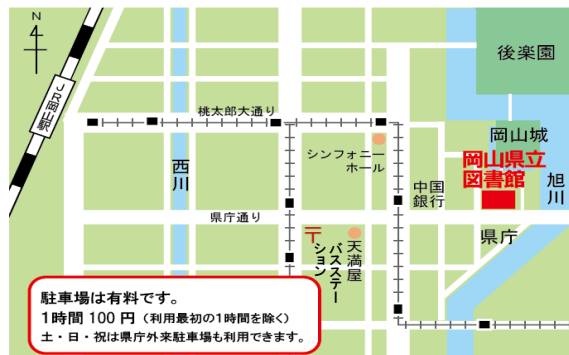 N
後楽園
JR岡山駅
桃太郎大通り
岡山城
シンフォニー
ホール
岡山県立
図書館
西川
中国
銀行
旭川
県庁通り
〒
バスステー
ション
天満屋
県庁
駐車場は有料です。
1時間 100 円（利用最初の1時間を除く）
土・日・祝は県庁外来駐車場も利用できます。